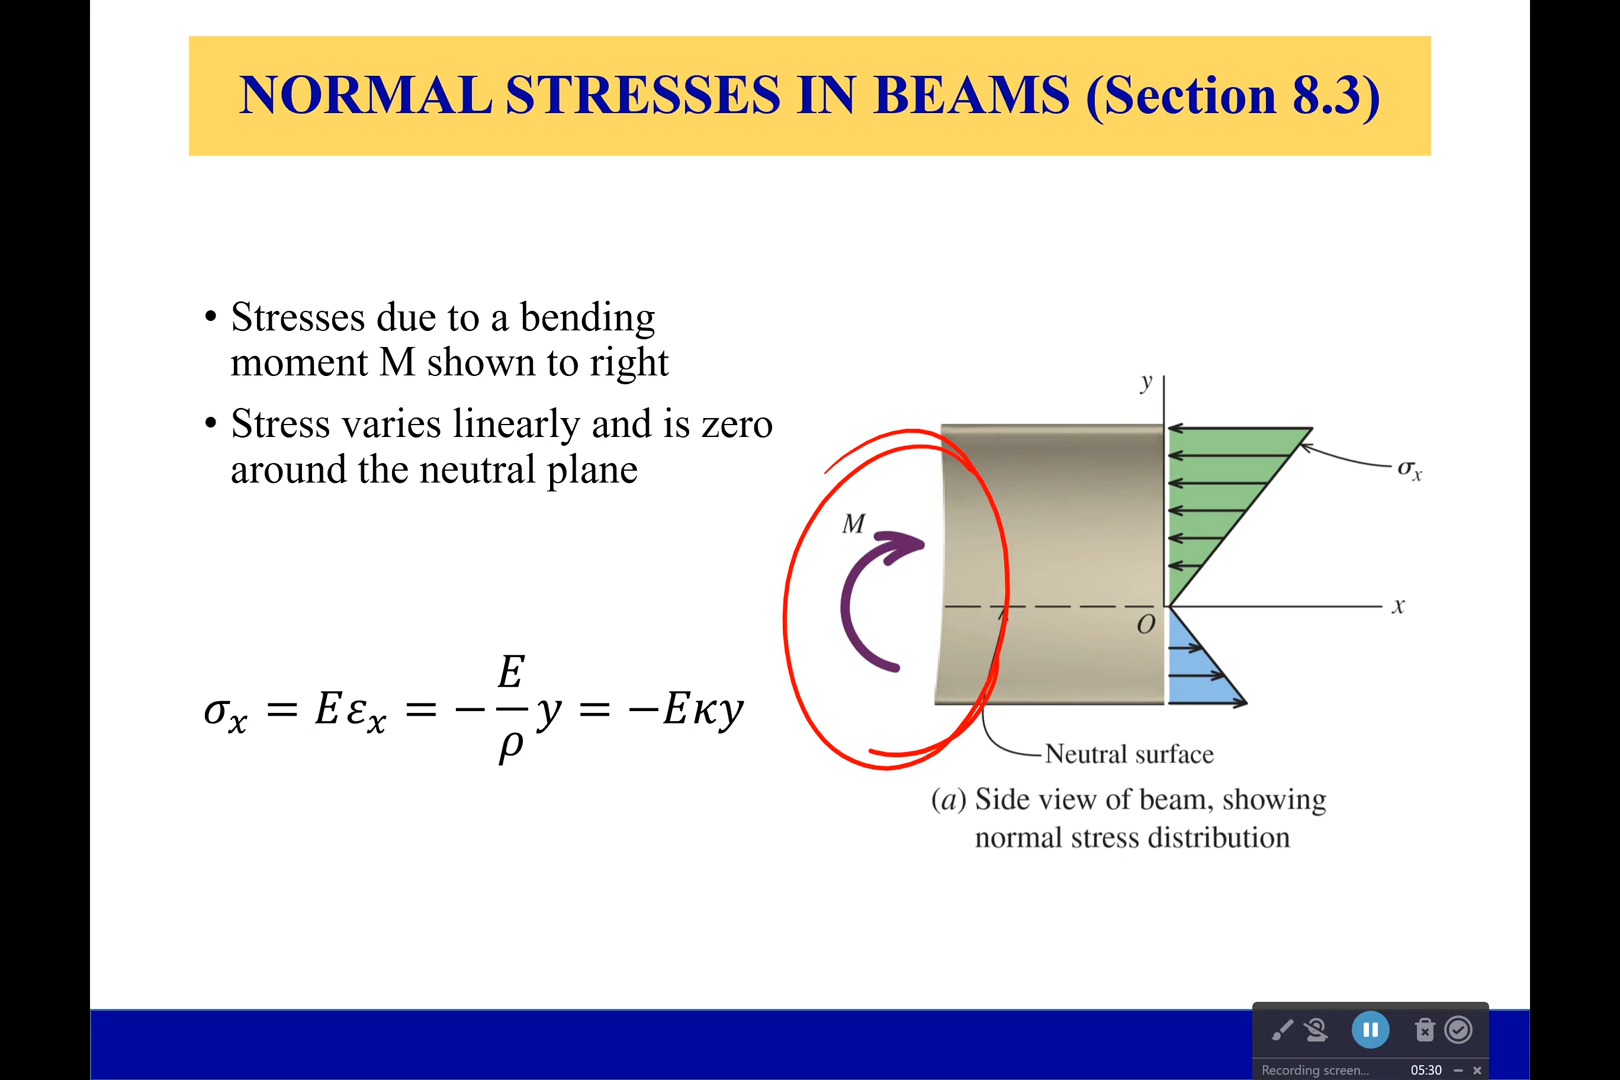 NORMAL STRESSES IN BEAMS (Section 8.3)
• Stresses due to a bending
moment M shown to right
• Stress varies linearly and is zero
around the neutral plane
σₓ = Eεₓ = −E/ρ y = −Eκy
y
M
σₓ
x
O
Neutral surface
(a) Side view of beam, showing
normal stress distribution
Recording screen...
05:30